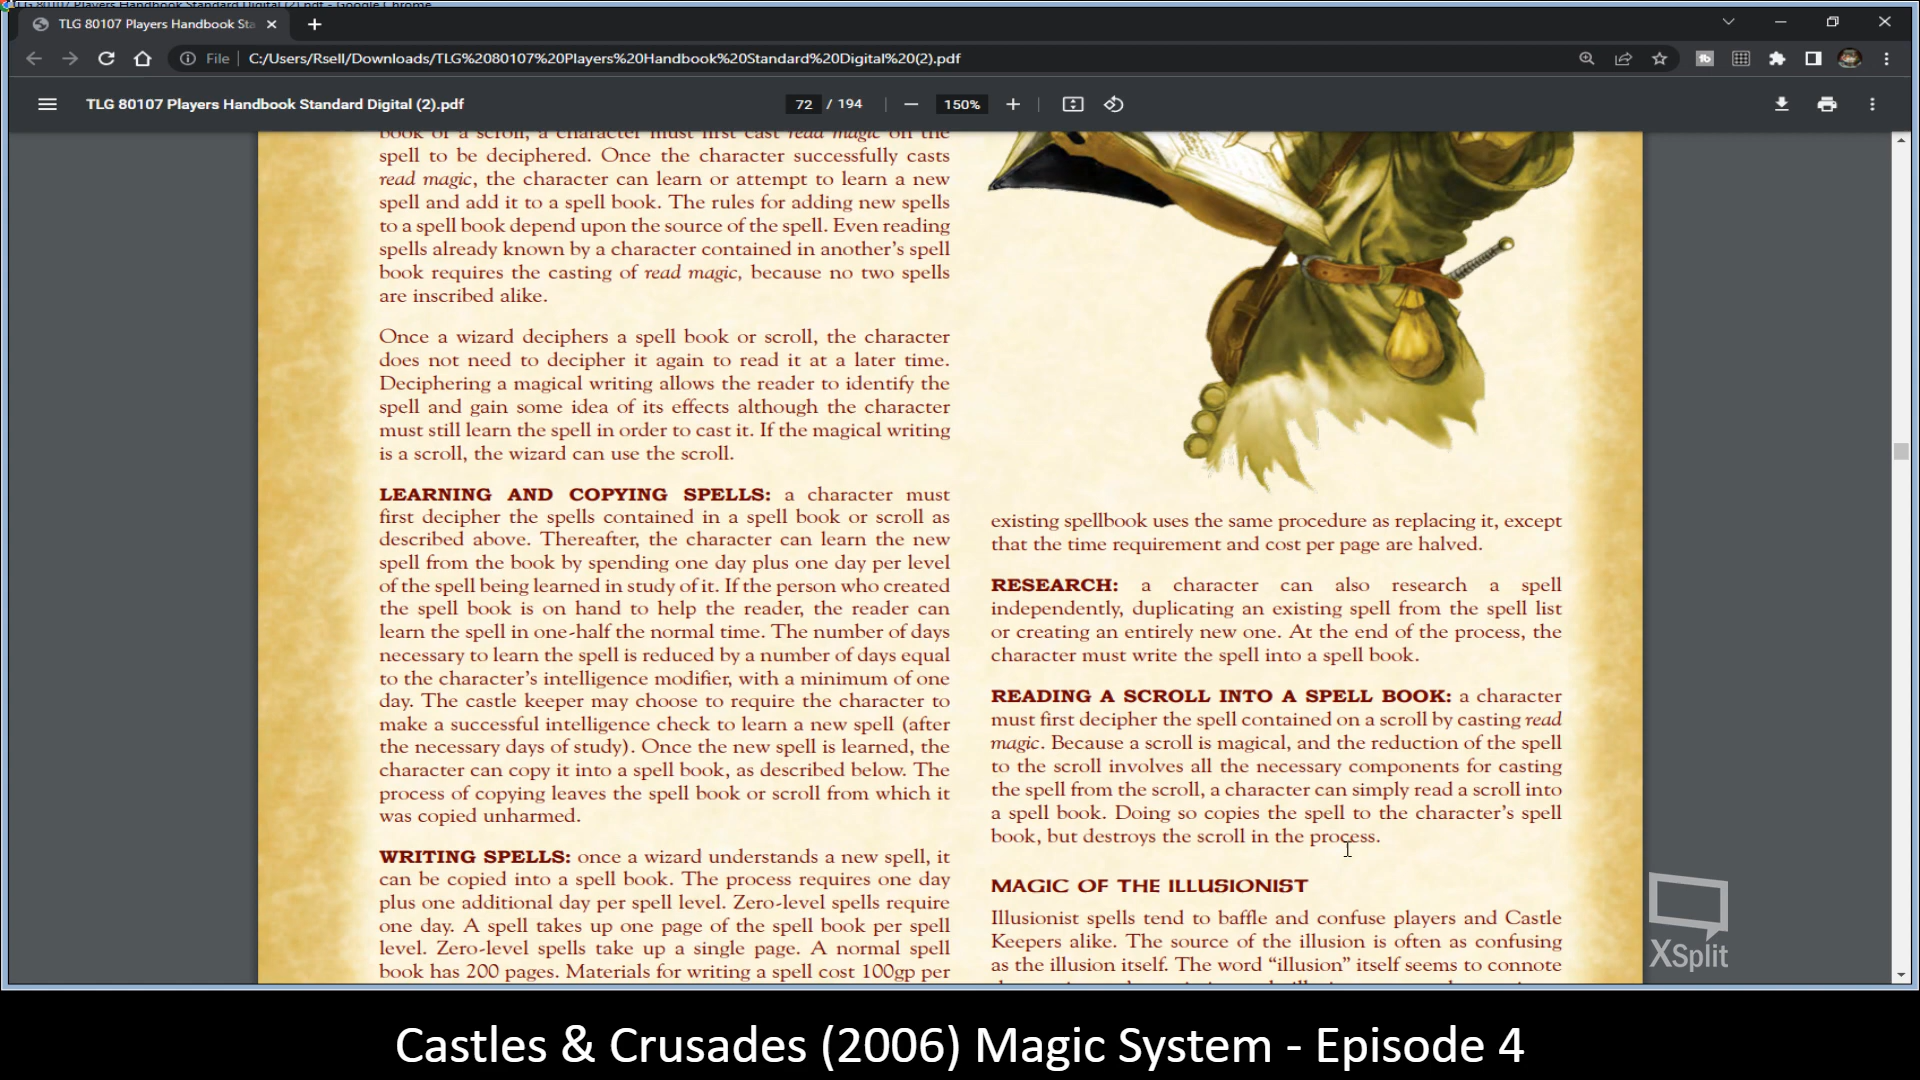 TLG 80107 Players Handbook Standard Digital (2).pdf - Google Chrome
TLG 80107 Players Handbook Sta
File
C:/Users/Rsell/Downloads/TLG%2080107%20Players%20Handbook%20Standard%20Digital%20(2).pdf
TLG 80107 Players Handbook Standard Digital (2).pdf
72 / 194
150%
book or a scroll, a character must first cast read magic on the
spell to be deciphered. Once the character successfully casts
read magic, the character can learn or attempt to learn a new
spell and add it to a spell book. The rules for adding new spells
to a spell book depend upon the source of the spell. Even reading
spells already known by a character contained in another's spell
book requires the casting of read magic, because no two spells
are inscribed alike.
Once a wizard deciphers a spell book or scroll, the character
does not need to decipher it again to read it at a later time.
Deciphering a magical writing allows the reader to identify the
spell and gain some idea of its effects although the character
must still learn the spell in order to cast it. If the magical writing
is a scroll, the wizard can use the scroll.
LEARNING AND COPYING SPELLS: a character must
first decipher the spells contained in a spell book or scroll as
described above. Thereafter, the character can learn the new
spell from the book by spending one day plus one day per level
of the spell being learned in study of it. If the person who created
the spell book is on hand to help the reader, the reader can
learn the spell in one-half the normal time. The number of days
necessary to learn the spell is reduced by a number of days equal
to the character's intelligence modifier, with a minimum of one
day. The castle keeper may choose to require the character to
make a successful intelligence check to learn a new spell (after
the necessary days of study). Once the new spell is learned, the
character can copy it into a spell book, as described below. The
process of copying leaves the spell book or scroll from which it
was copied unharmed.
WRITING SPELLS: once a wizard understands a new spell, it
can be copied into a spell book. The process requires one day
plus one additional day per spell level. Zero-level spells require
one day. A spell takes up one page of the spell book per spell
level. Zero-level spells take up a single page. A normal spell
book has 200 pages. Materials for writing a spell cost 100gp per
existing spellbook uses the same procedure as replacing it, except
that the time requirement and cost per page are halved.
RESEARCH: a character can also research a spell
independently, duplicating an existing spell from the spell list
or creating an entirely new one. At the end of the process, the
character must write the spell into a spell book.
READING A SCROLL INTO A SPELL BOOK: a character
must first decipher the spell contained on a scroll by casting read
magic. Because a scroll is magical, and the reduction of the spell
to the scroll involves all the necessary components for casting
the spell from the scroll, a character can simply read a scroll into
a spell book. Doing so copies the spell to the character's spell
book, but destroys the scroll in the process.
MAGIC OF THE ILLUSIONIST
Illusionist spells tend to baffle and confuse players and Castle
Keepers alike. The source of the illusion is often as confusing
as the illusion itself. The word “illusion” itself seems to connote
XSplit
Castles & Crusades (2006) Magic System - Episode 4